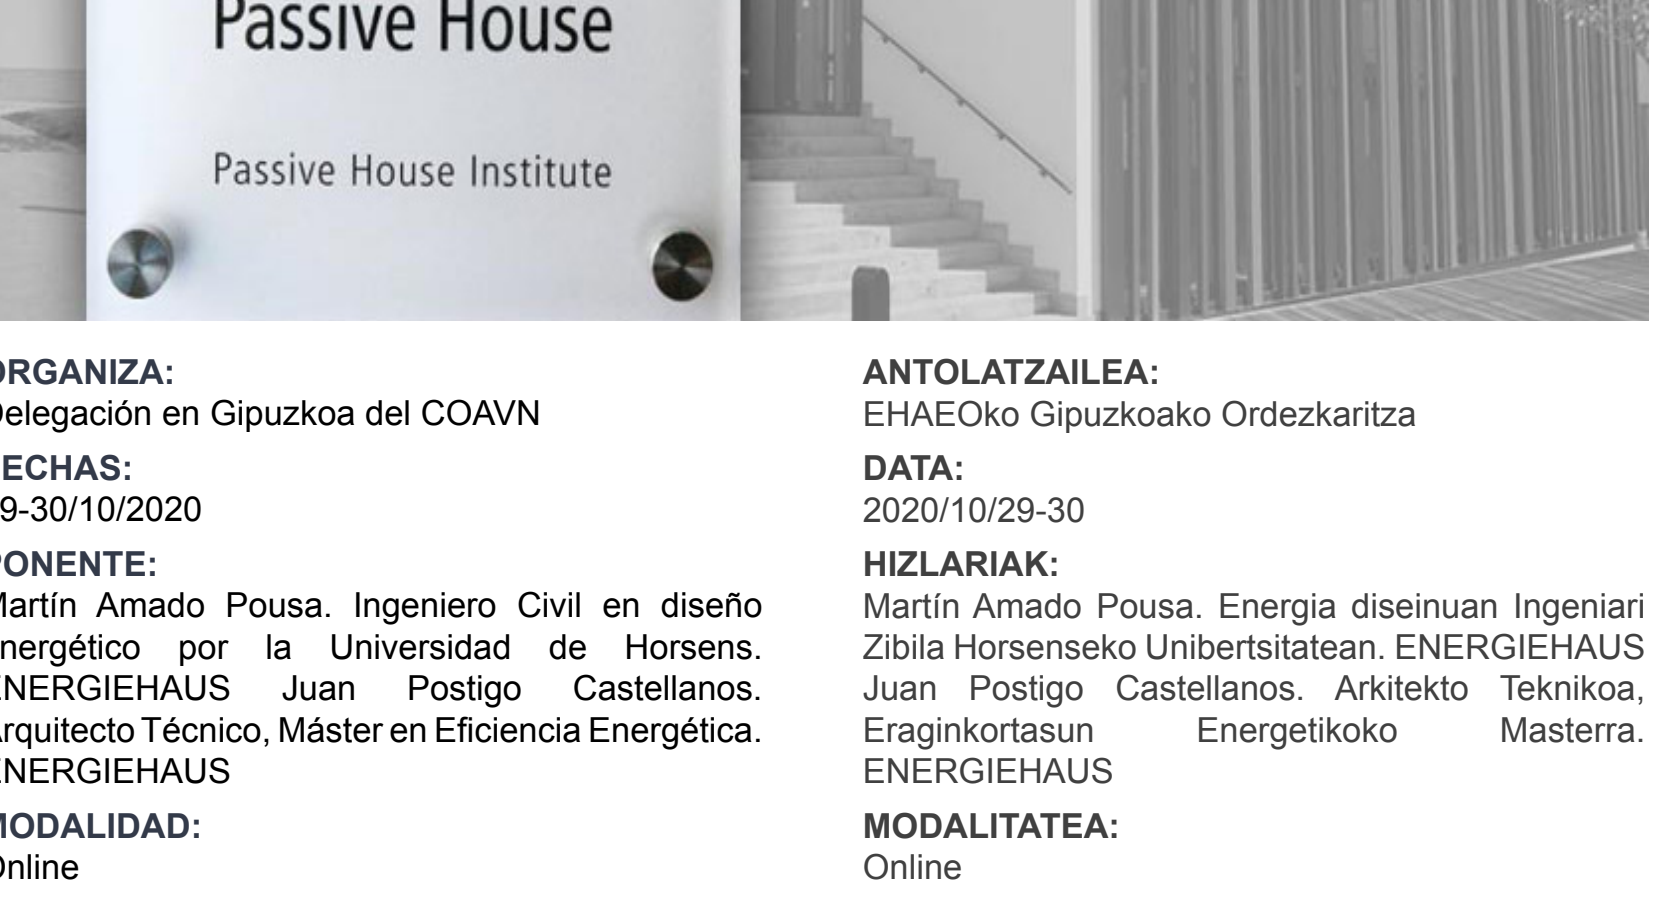 Passive House
Passive House Institute
ORGANIZA:
Delegación en Gipuzkoa del COAVN
FECHAS:
29-30/10/2020
PONENTE:
Martín Amado Pousa. Ingeniero Civil en diseño
energético por la Universidad de Horsens.
ENERGIEHAUS Juan Postigo Castellanos.
Arquitecto Técnico, Máster en Eficiencia Energética.
ENERGIEHAUS
MODALIDAD:
Online
ANTOLATZAILEA:
EHAEOko Gipuzkoako Ordezkaritza
DATA:
2020/10/29-30
HIZLARIAK:
Martín Amado Pousa. Energia diseinuan Ingeniari
Zibila Horsenseko Unibertsitatean. ENERGIEHAUS
Juan Postigo Castellanos. Arkitekto Teknikoa,
Eraginkortasun Energetikoko Masterra.
ENERGIEHAUS
MODALITATEA:
Online